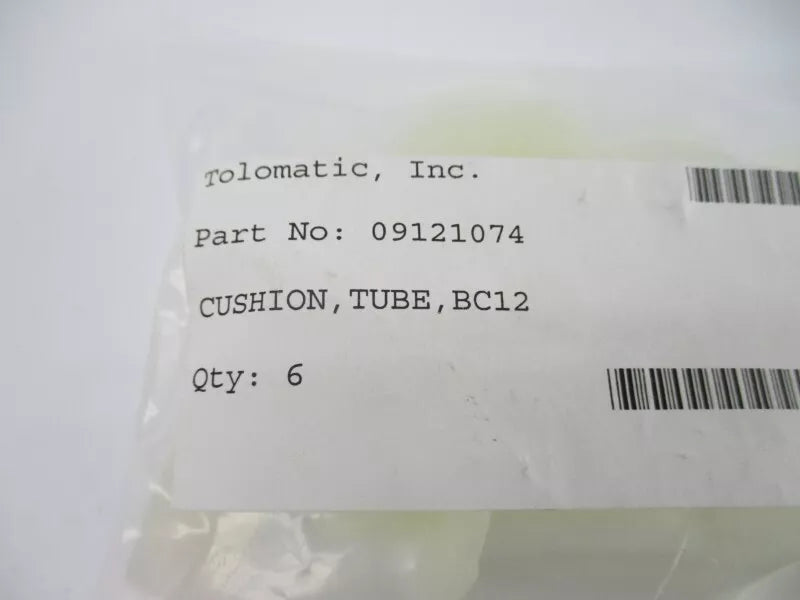 Tolomatic, Inc.
Part No: 09121074
CUSHION,TUBE,BC12
Qty: 6